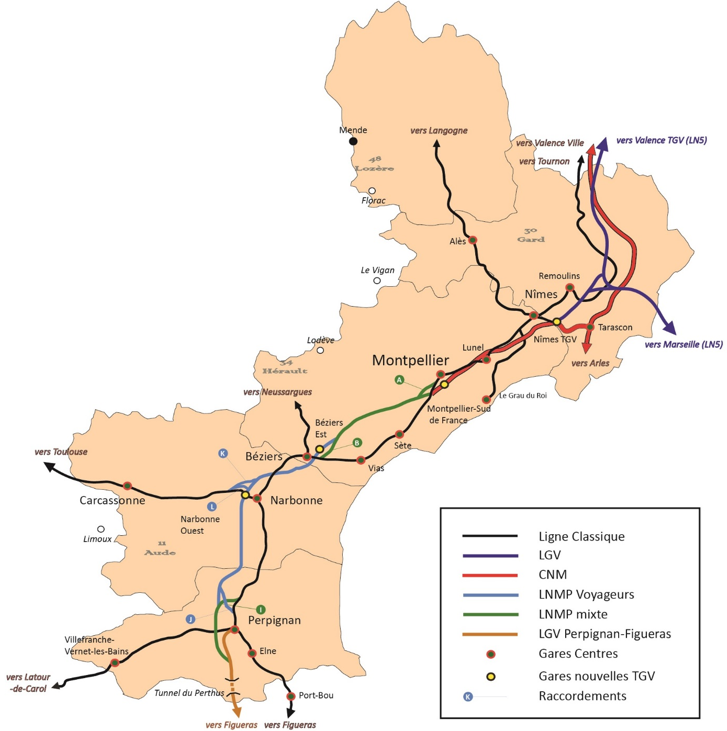 vers Langogne
vers Valence Ville
vers Valence TGV (LN5)
vers Tournon
Mende
48
Lozère
Florac
30
Gard
Alès
Le Vigan
Remoulins
Nîmes
Tarascon
Nîmes TGV
vers Marseille (LN5)
vers Arles
Lodève
Lunel
34
Hérault
Montpellier
A
Le Grau du Roi
vers Neussargues
Montpellier-Sud
de France
Béziers
Est
B
Sète
vers Toulouse
K
Béziers
Vias
Carcassonne
L
Narbonne
Narbonne
Ouest
Limoux
11
Aude
I
J
Perpignan
Villefranche-
Vernet-les-Bains
Elne
vers Latour
-de-Carol
Tunnel du Perthus
Port-Bou
vers Figueras
vers Figueras
Ligne Classique
LGV
CNM
LNMP Voyageurs
LNMP mixte
LGV Perpignan-Figueras
Gares Centres
Gares nouvelles TGV
K
Raccordements